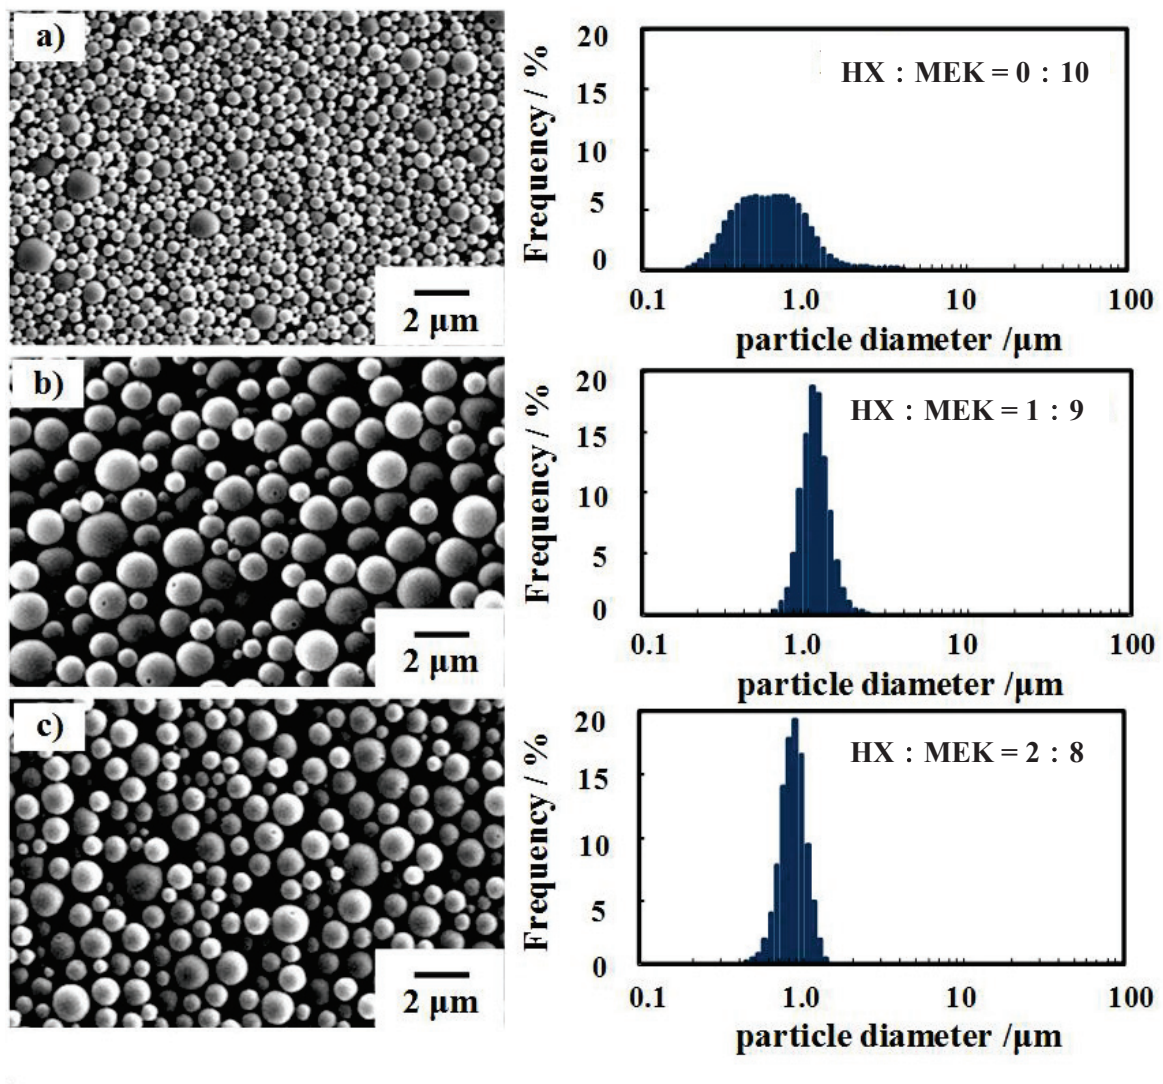 a)
2 µm
Frequency / %
20
15
10
5
0
HX : MEK = 0 : 10
0.1 1.0 10 100
particle diameter /µm
b)
2 µm
Frequency / %
20
15
10
5
0
HX : MEK = 1 : 9
0.1 1.0 10 100
particle diameter /µm
c)
2 µm
Frequency / %
20
15
10
5
0
HX : MEK = 2 : 8
0.1 1.0 10 100
particle diameter /µm